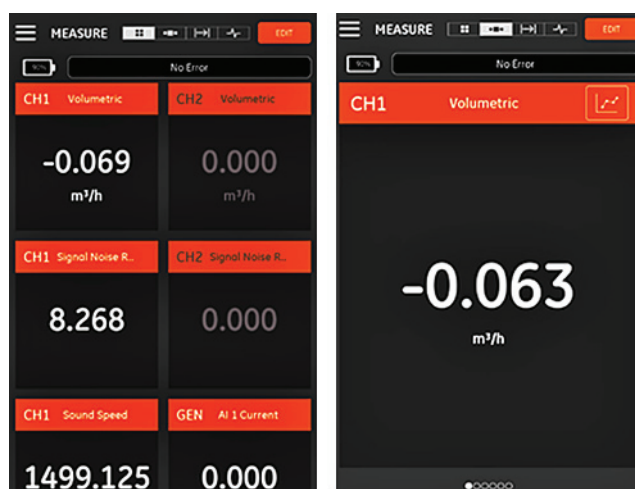 MEASURE EDIT
90% No Error
CH1 Volumetric CH2 Volumetric
-0.069 0.000
m³/h m³/h
CH1 Signal Noise R... CH2 Signal Noise R...
8.268 0.000
CH1 Sound Speed GEN AI 1 Current
1499.125 0.000
MEASURE EDIT
90% No Error
CH1 Volumetric
-0.063
m³/h